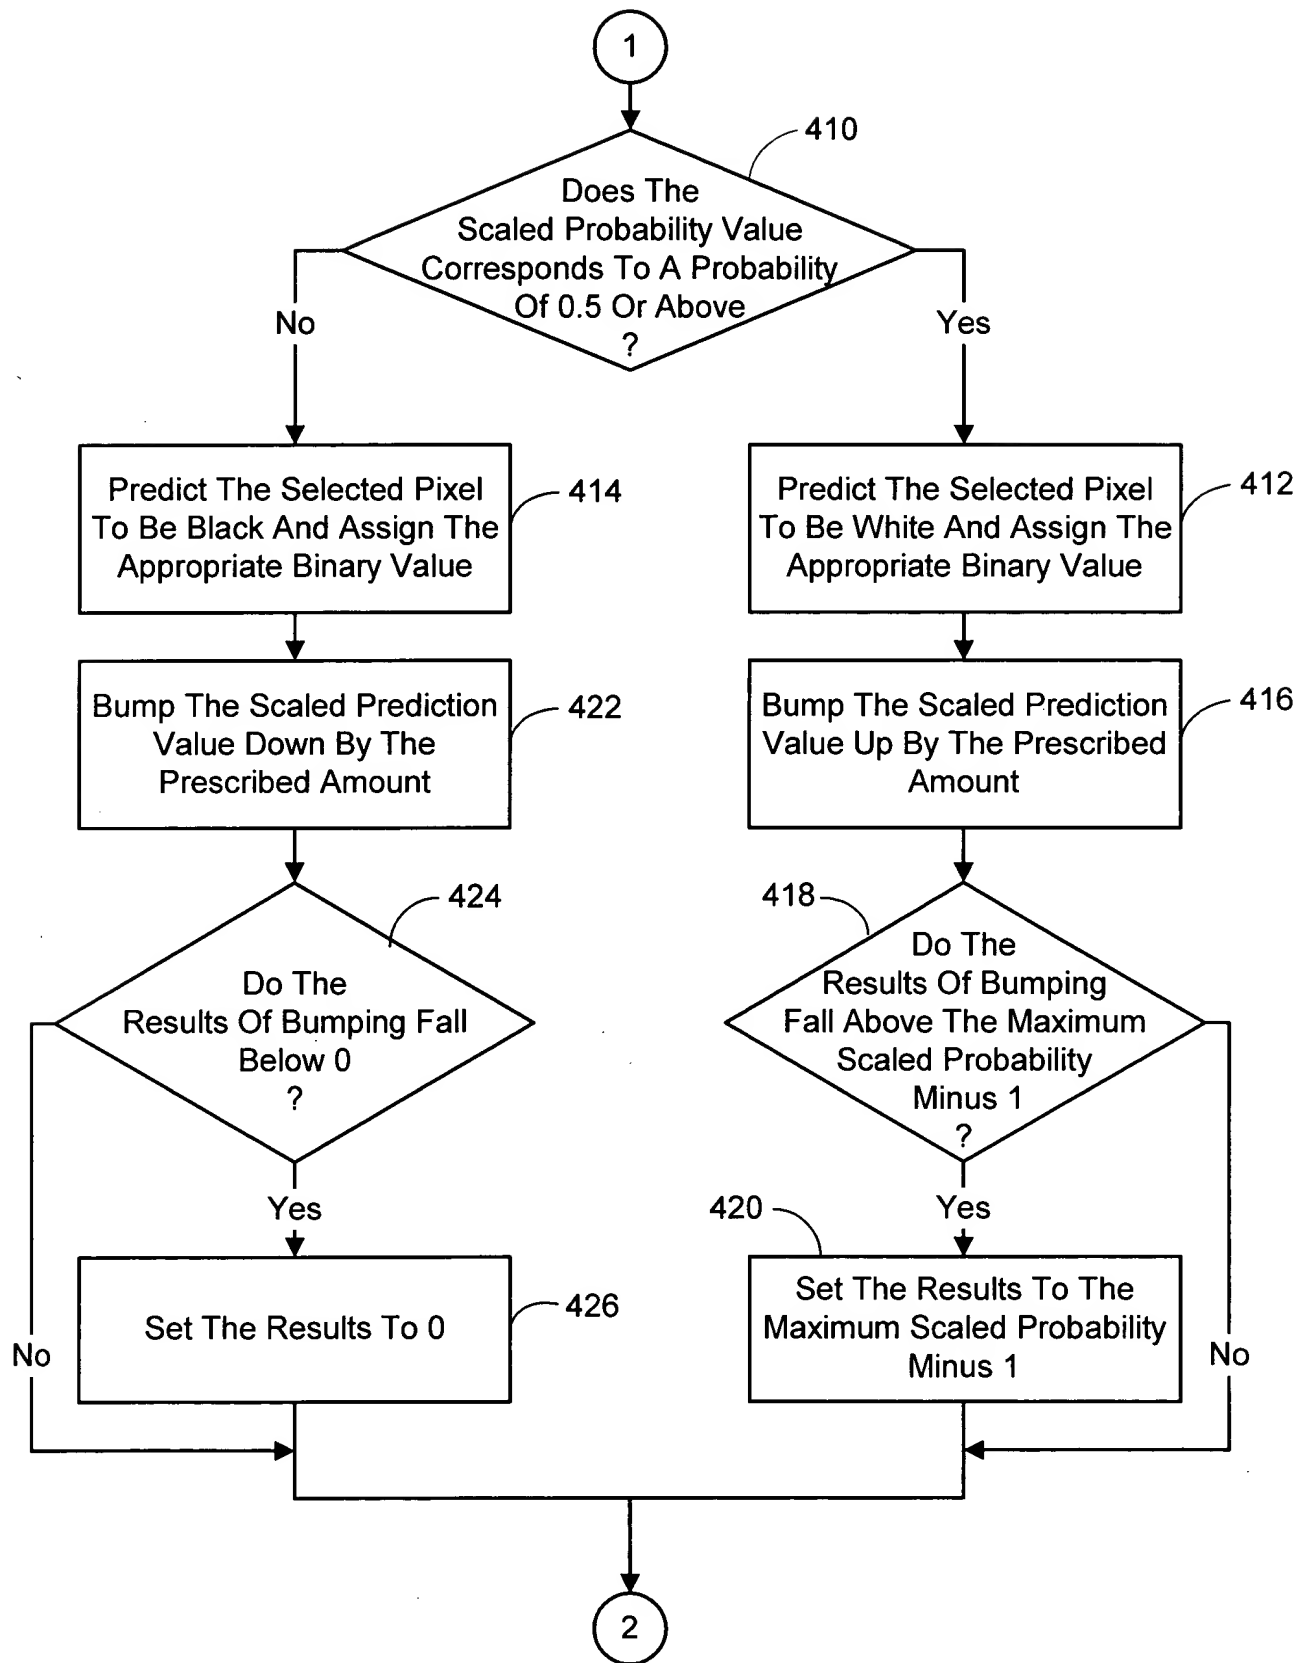 1
410
Does The
Scaled Probability Value
Corresponds To A Probability
Of 0.5 Or Above
?
No
Yes
Predict The Selected Pixel
To Be Black And Assign The
Appropriate Binary Value
414
Predict The Selected Pixel
To Be White And Assign The
Appropriate Binary Value
412
Bump The Scaled Prediction
Value Down By The
Prescribed Amount
422
Bump The Scaled Prediction
Value Up By The Prescribed
Amount
416
424
Do The
Results Of Bumping Fall
Below 0
?
418
Do The
Results Of Bumping
Fall Above The Maximum
Scaled Probability
Minus 1
?
Yes
420
Yes
Set The Results To 0
426
Set The Results To The
Maximum Scaled Probability
Minus 1
No
No
2